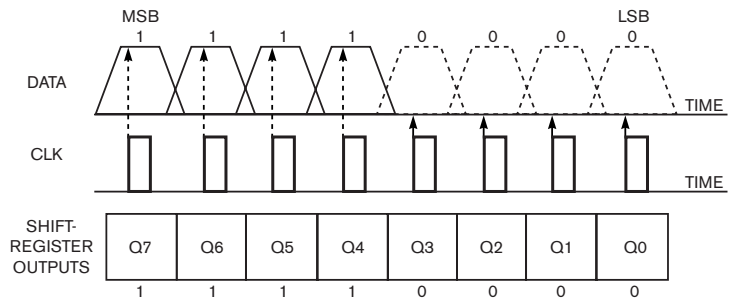 MSB LSB
1 1 1 1 0 0 0 0
DATA
TIME
CLK
TIME
SHIFT-
REGISTER
OUTPUTS
Q7 Q6 Q5 Q4 Q3 Q2 Q1 Q0
1 1 1 1 0 0 0 0